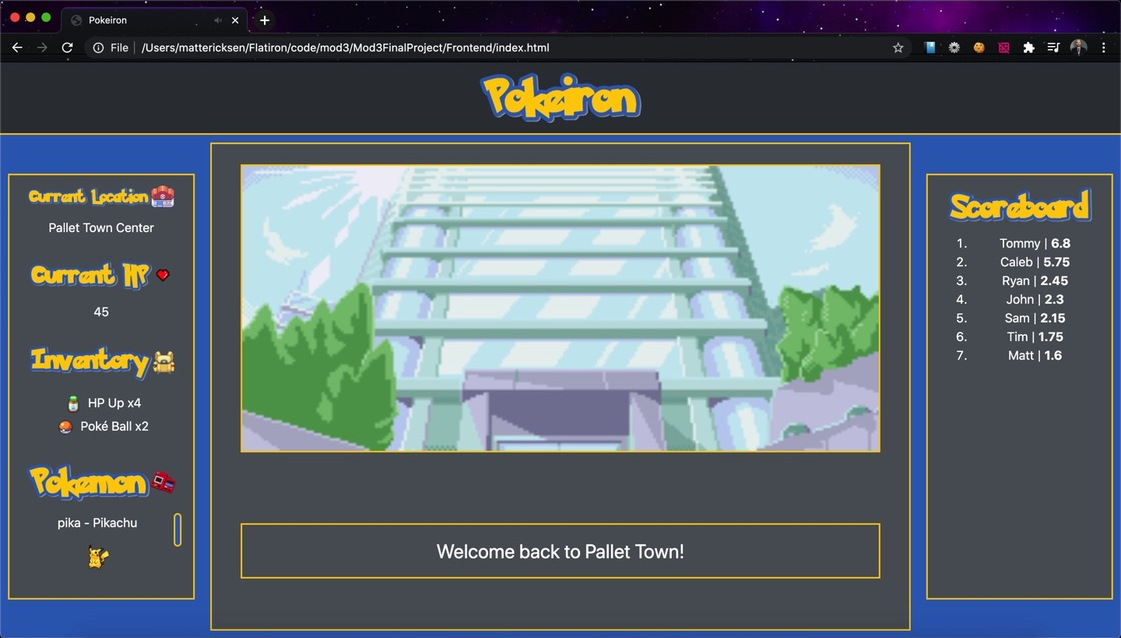 Pokeiron
File
/Users/mattericksen/Flatiron/code/mod3/Mod3FinalProject/Frontend/index.html
Pokeiron
Current Location
Pallet Town Center
Current HP
45
Inventory
HP Up x4
Poké Ball x2
Pokemon
pika - Pikachu
Welcome back to Pallet Town!
Scoreboard
1. Tommy | 6.8
2. Caleb | 5.75
3. Ryan | 2.45
4. John | 2.3
5. Sam | 2.15
6. Tim | 1.75
7. Matt | 1.6